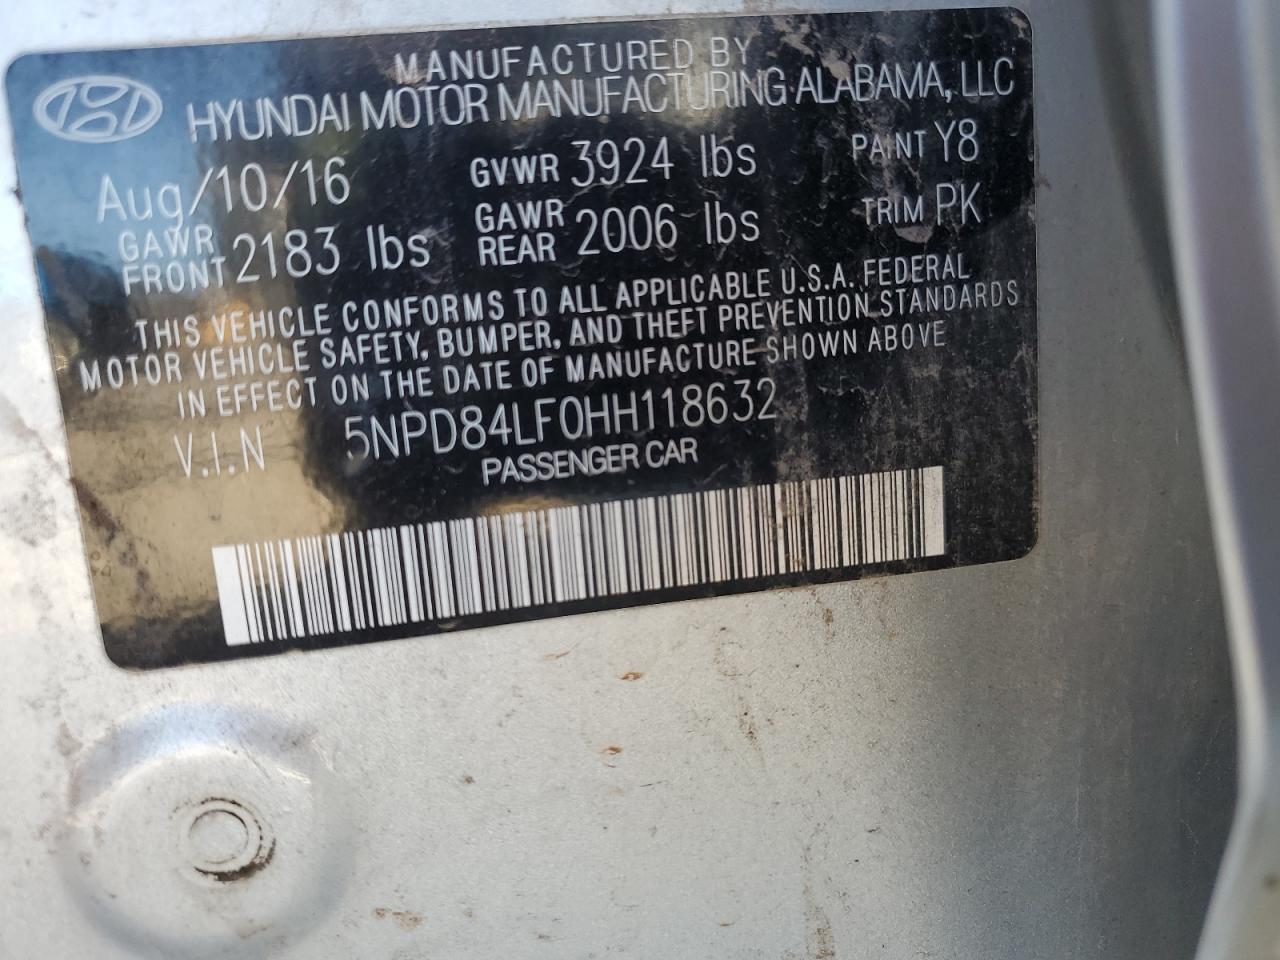 MANUFACTURED BY
HYUNDAI MOTOR MANUFACTURING ALABAMA, LLC
Aug/10/16 GVWR 3924 lbs PAINT Y8
GAWR FRONT 2183 lbs GAWR REAR 2006 lbs TRIM PK
THIS VEHICLE CONFORMS TO ALL APPLICABLE U.S.A. FEDERAL
MOTOR VEHICLE SAFETY, BUMPER, AND THEFT PREVENTION STANDARDS
IN EFFECT ON THE DATE OF MANUFACTURE SHOWN ABOVE
V.I.N 5NPD84LF0HH118632
PASSENGER CAR